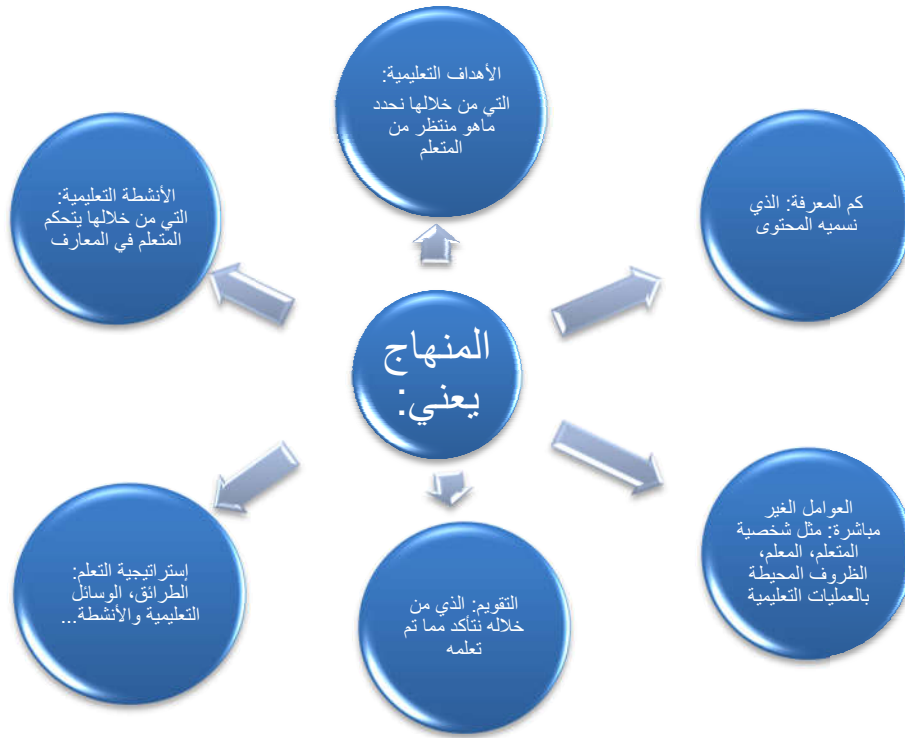 الأهداف التعليمية:
التي من خلالها نحدد
ماهو منتظر من
المتعلم
كم المعرفة: الذي
نسميه المحتوى
الأنشطة التعليمية:
التي من خلالها يتحكم
المتعلم في المعارف
المنهاج
يعني:
العوامل الغير
مباشرة: مثل شخصية
المتعلم، المعلم،
الظروف المحيطة
بالعمليات التعليمية
التقويم: الذي من
خلاله نتأكد مما تم
تعلمه
إستراتيجية التعلم:
الطرائق، الوسائل
التعليمية والأنشطة...